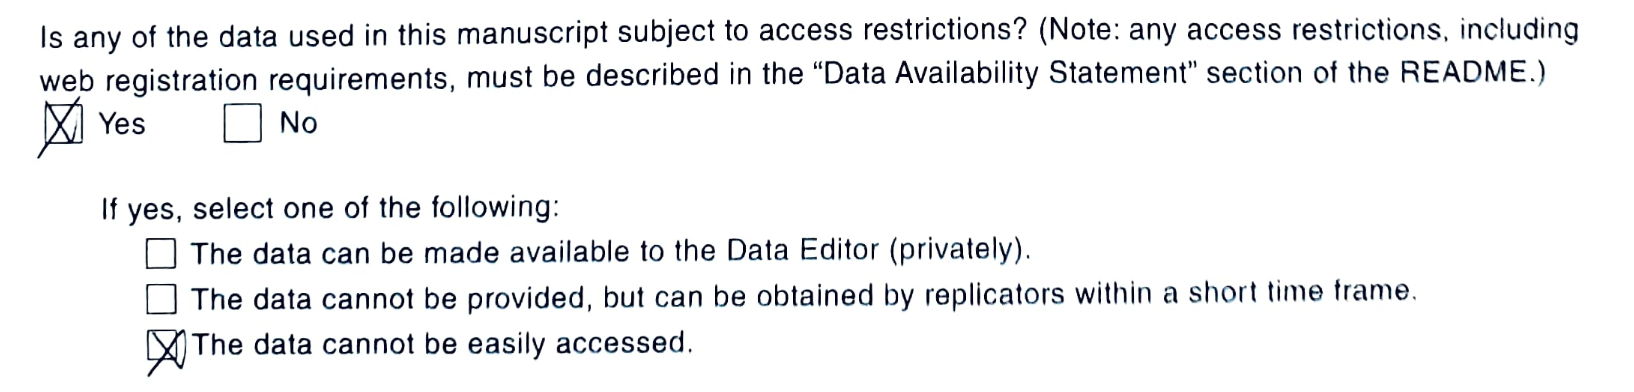 Is any of the data used in this manuscript subject to access restrictions? (Note: any access restrictions, including
web registration requirements, must be described in the “Data Availability Statement” section of the README.)
☒ Yes ☐ No
If yes, select one of the following:
☐ The data can be made available to the Data Editor (privately).
☐ The data cannot be provided, but can be obtained by replicators within a short time frame.
☒ The data cannot be easily accessed.